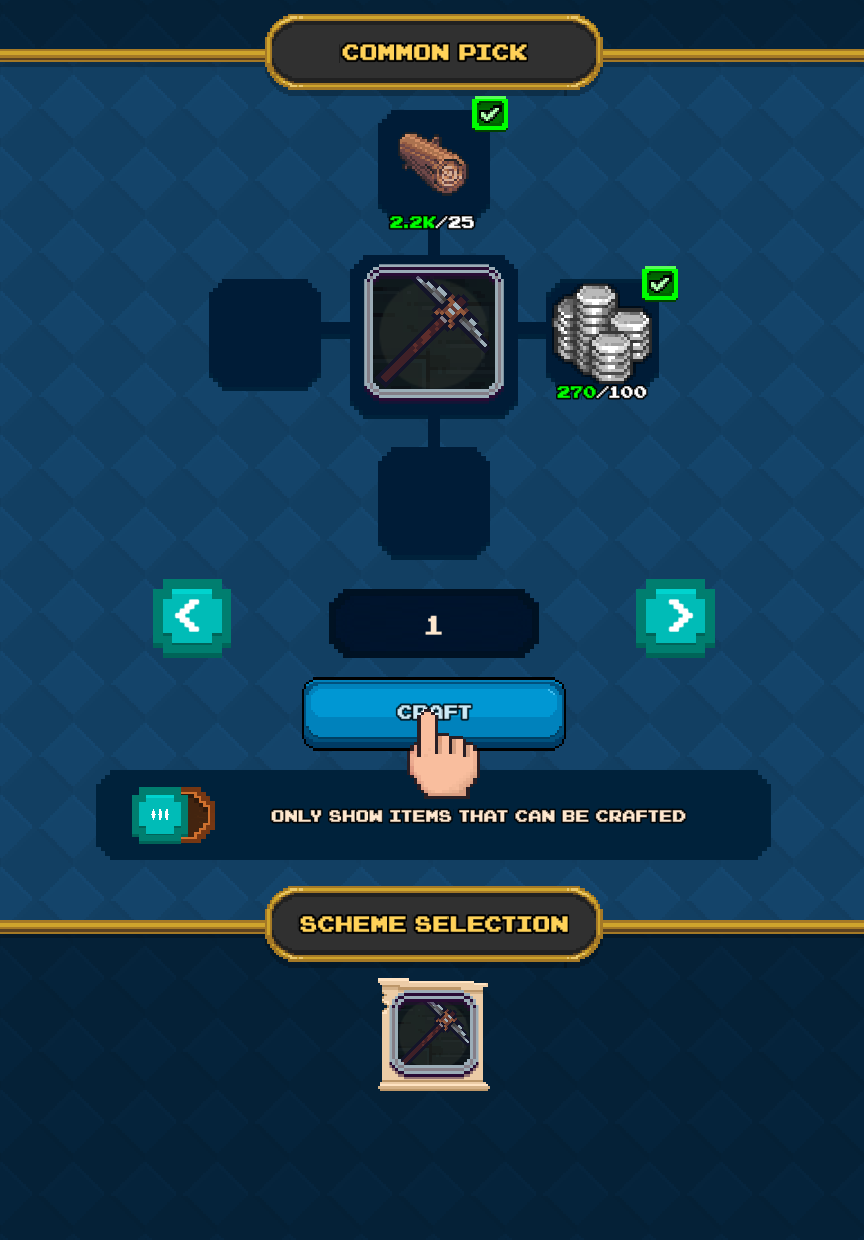 COMMON PICK
2.2K/25
270/100
1
CRAFT
ONLY SHOW ITEMS THAT CAN BE CRAFTED
SCHEME SELECTION